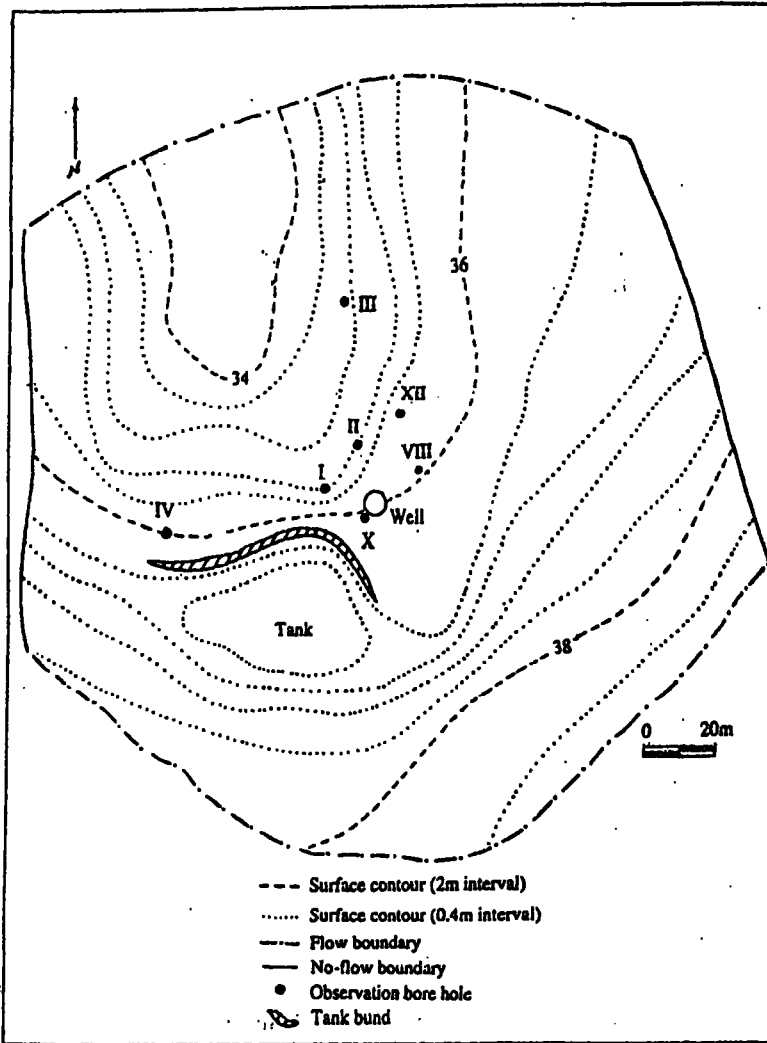 N
36
III
34
XII
II
VIII
I
IV
Well
X
Tank
38
0 20m
Surface contour (2m interval)
Surface contour (0.4m interval)
Flow boundary
No-flow boundary
Observation bore hole
Tank bund